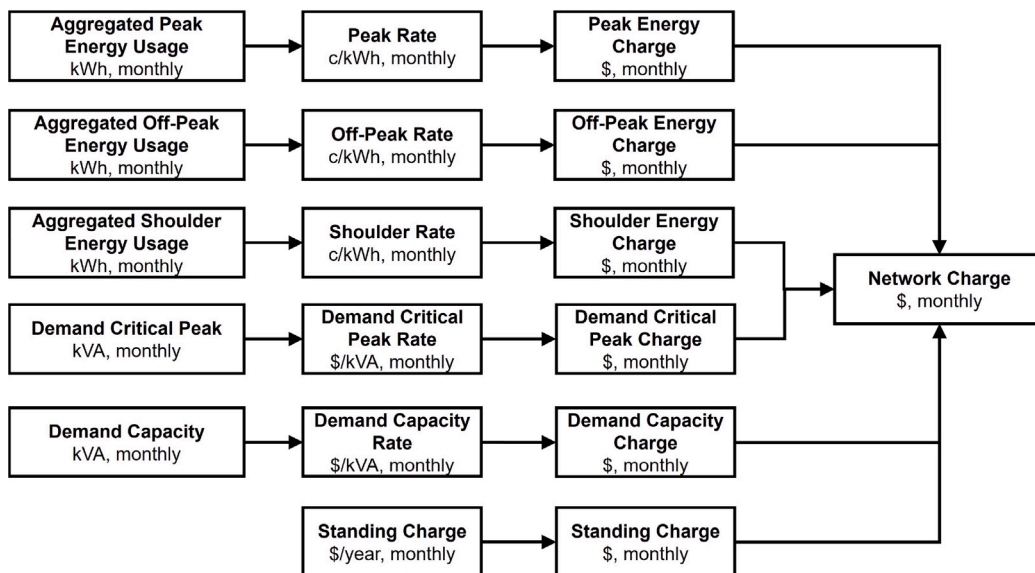 Aggregated Peak
Energy Usage
kWh, monthly
Peak Rate
c/kWh, monthly
Peak Energy
Charge
$, monthly
Aggregated Off-Peak
Energy Usage
kWh, monthly
Off-Peak Rate
c/kWh, monthly
Off-Peak Energy
Charge
$, monthly
Aggregated Shoulder
Energy Usage
kWh, monthly
Shoulder Rate
c/kWh, monthly
Shoulder Energy
Charge
$, monthly
Network Charge
$, monthly
Demand Critical Peak
kVA, monthly
Demand Critical
Peak Rate
$/kVA, monthly
Demand Critical
Peak Charge
$, monthly
Demand Capacity
kVA, monthly
Demand Capacity
Rate
$/kVA, monthly
Demand Capacity
Charge
$, monthly
Standing Charge
$/year, monthly
Standing Charge
$, monthly